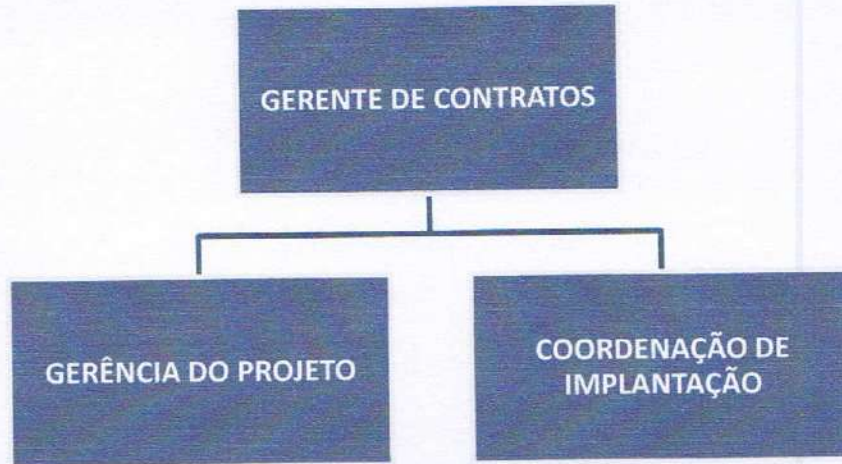 GERENTE DE CONTRATOS
GERÊNCIA DO PROJETO
COORDENAÇÃO DE
IMPLANTAÇÃO